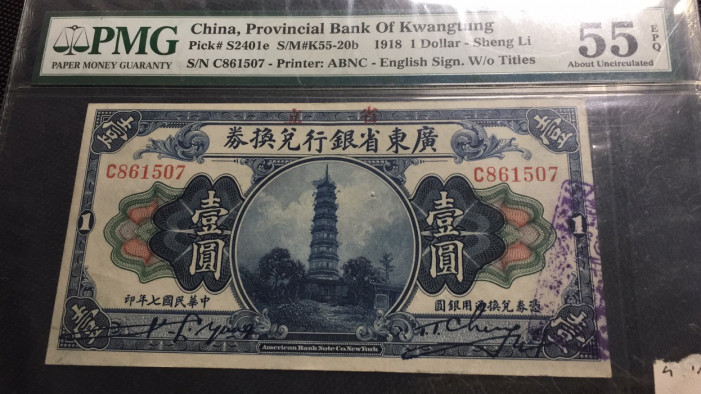 PMG
PAPER MONEY GUARANTY
China, Provincial Bank Of Kwangtung
Pick# S2401e S/M#K55-20b 1918 1 Dollar - Sheng Li
S/N C861507 - Printer: ABNC - English Sign. W/o Titles
55
EPQ
About Uncirculated
省
券換兌行銀省東廣
C861507
C861507
壹圓
壹圓
1
1
印年七國民華中
圓銀用通換兌券憑
American Bank Note Co. New York